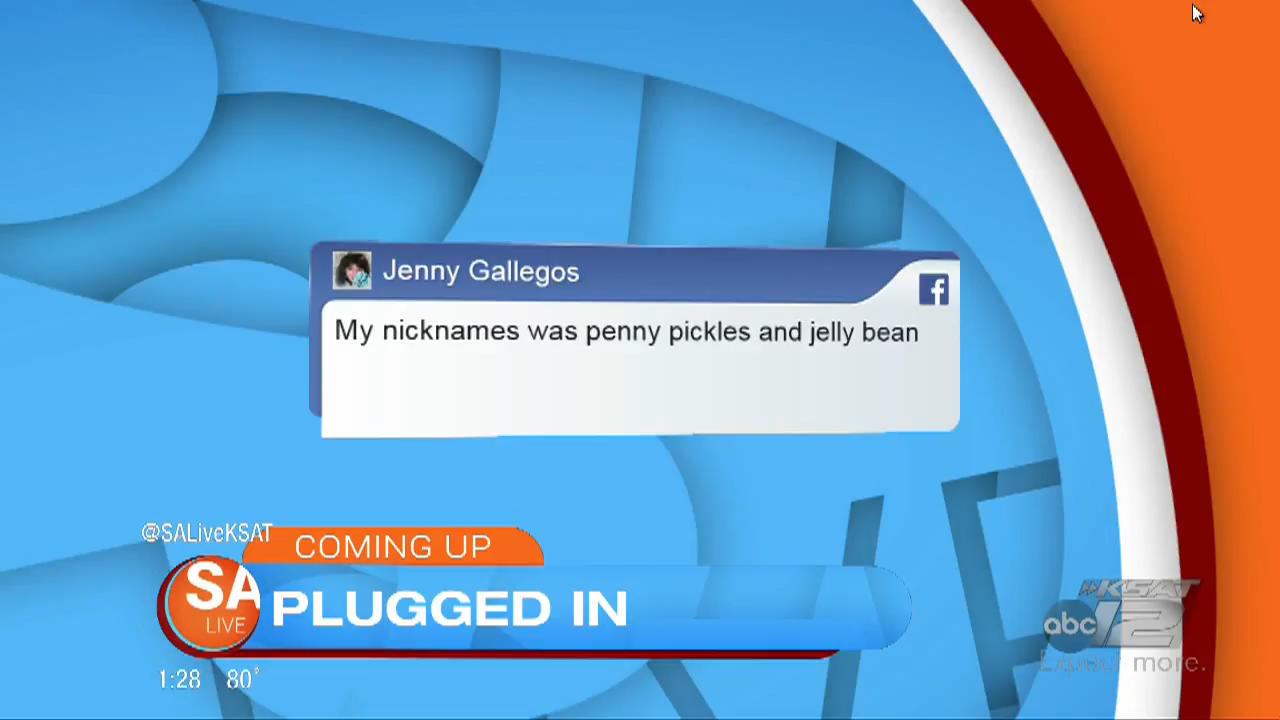 Jenny Gallegos
f
My nicknames was penny pickles and jelly bean
@SALiveKSAT
COMING UP
SA
LIVE
PLUGGED IN
KSAT
abc 12
Expect more.
1:28 80°